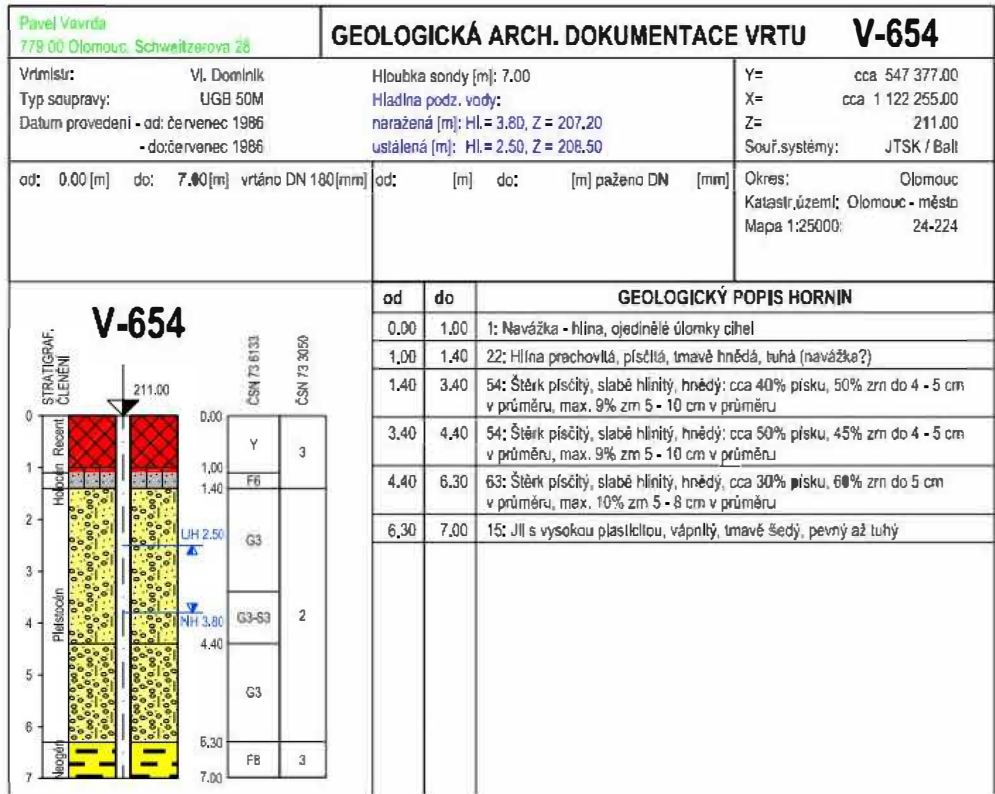 Pavel Vavrda
779 00 Olomouc, Schweitzerova 28
GEOLOGICKÁ ARCH. DOKUMENTACE VRTU V-654
Vrtmistr: Vl. Dominik
Typ soupravy: UGB 50M
Datum provedení - od: červenec 1986
- do:červenec 1986
Hloubka sondy [m]: 7.00
Hladina podz. vody:
naražená [m]: Hl.= 3.80, Z = 207.20
ustálená [m]: Hl.= 2.50, Z = 208.50
Y= cca 547 377.00
X= cca 1 122 255.00
Z= 211.00
Souř.systémy: JTSK / Balt
od: 0.00 [m] do: 7.00 [m] vrtáno DN 180[mm]
od: [m] do: [m] paženo DN [mm]
Okres: Olomouc
Katastr.území: Olomouc - město
Mapa 1:25000: 24-224
V-654
STRATIGRAF.
ČLENĚNÍ
211.00
ČSN 73 6133
ČSN 73 3050
0 Recent 0.00
Y 3
1 1.00
Holocén F6
1.40
2
UH 2.50 G3
3
Pleistocén
NH 3.80 G3-S3 2
4
4.40
5
G3
6
6.30
Neogén F8 3
7 7.00
od do GEOLOGICKÝ POPIS HORNIN
0.00 1.00 1: Navážka - hlína, ojedinělé úlomky cihel
1.00 1.40 22: Hlína prachovitá, písčitá, tmavě hnědá, tuhá (navážka?)
1.40 3.40 54: Štěrk písčitý, slabě hlinitý, hnědý: cca 40% písku, 50% zrn do 4 - 5 cm
v průměru, max. 9% zrn 5 - 10 cm v průměru
3.40 4.40 54: Štěrk písčitý, slabě hlinitý, hnědý: cca 50% písku, 45% zrn do 4 - 5 cm
v průměru, max. 9% zrn 5 - 10 cm v průměru
4.40 6.30 63: Štěrk písčitý, slabě hlinitý, hnědý, cca 30% písku, 60% zrn do 5 cm
v průměru, max. 10% zrn 5 - 8 cm v průměru
6.30 7.00 15: Jíl s vysokou plasticitou, vápnitý, tmavě šedý, pevný až tuhý